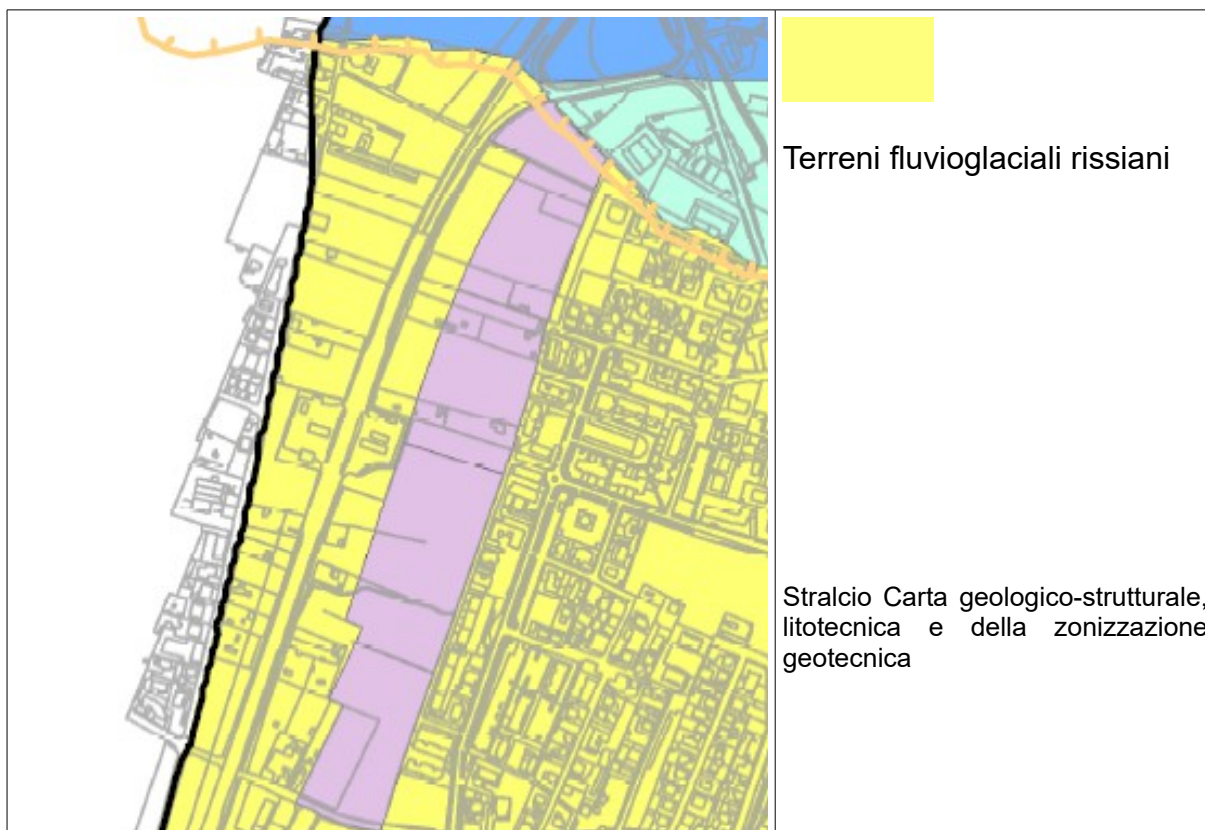 Terreni fluvioglaciali rissiani
Stralcio Carta geologico-strutturale,
litotecnica e della zonizzazione
geotecnica